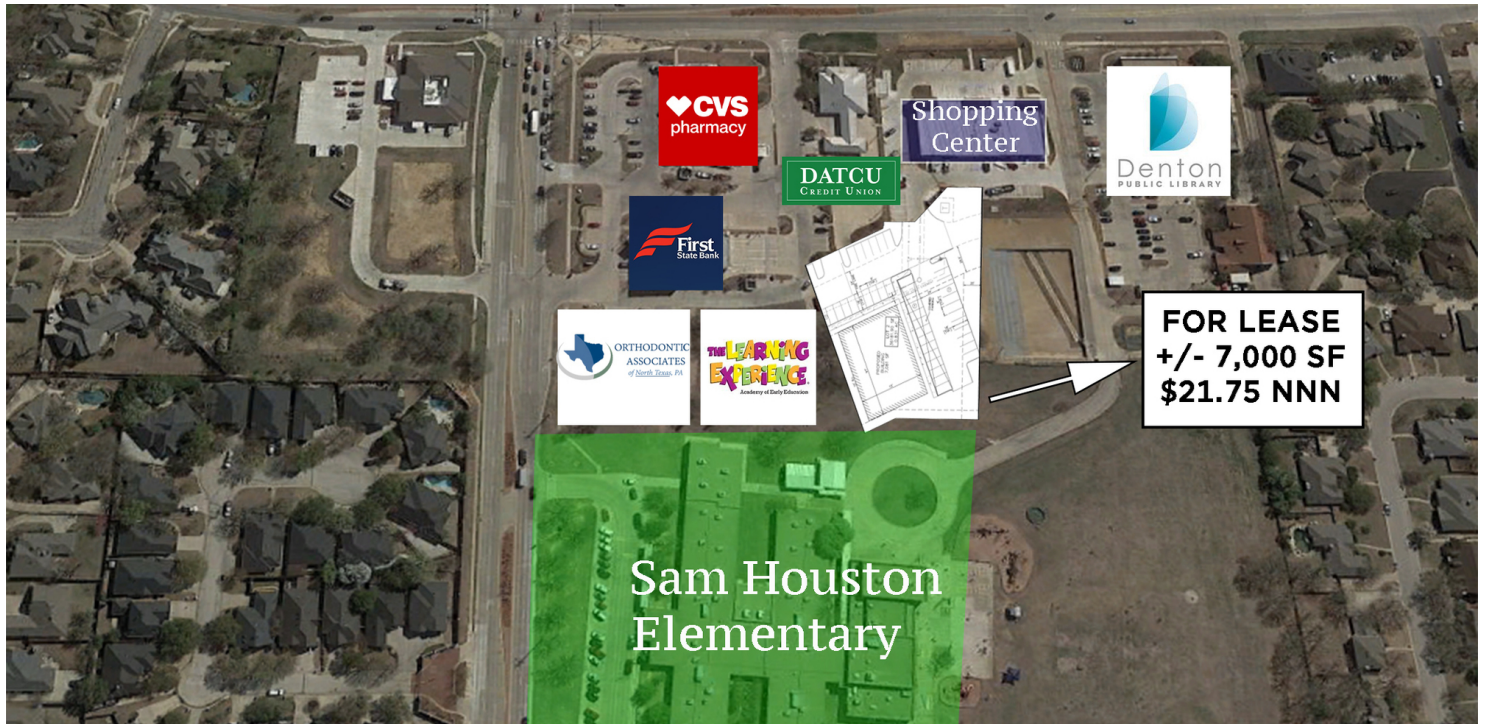 CVS
pharmacy
Shopping
Center
Denton
PUBLIC LIBRARY
DATCU
CREDIT UNION
First
State Bank
ORTHODONTIC
ASSOCIATES
of North Texas, PA
THE LEARNING
EXPERIENCE
Academy of Early Education
FOR LEASE
+/- 7,000 SF
$21.75 NNN
Sam Houston
Elementary